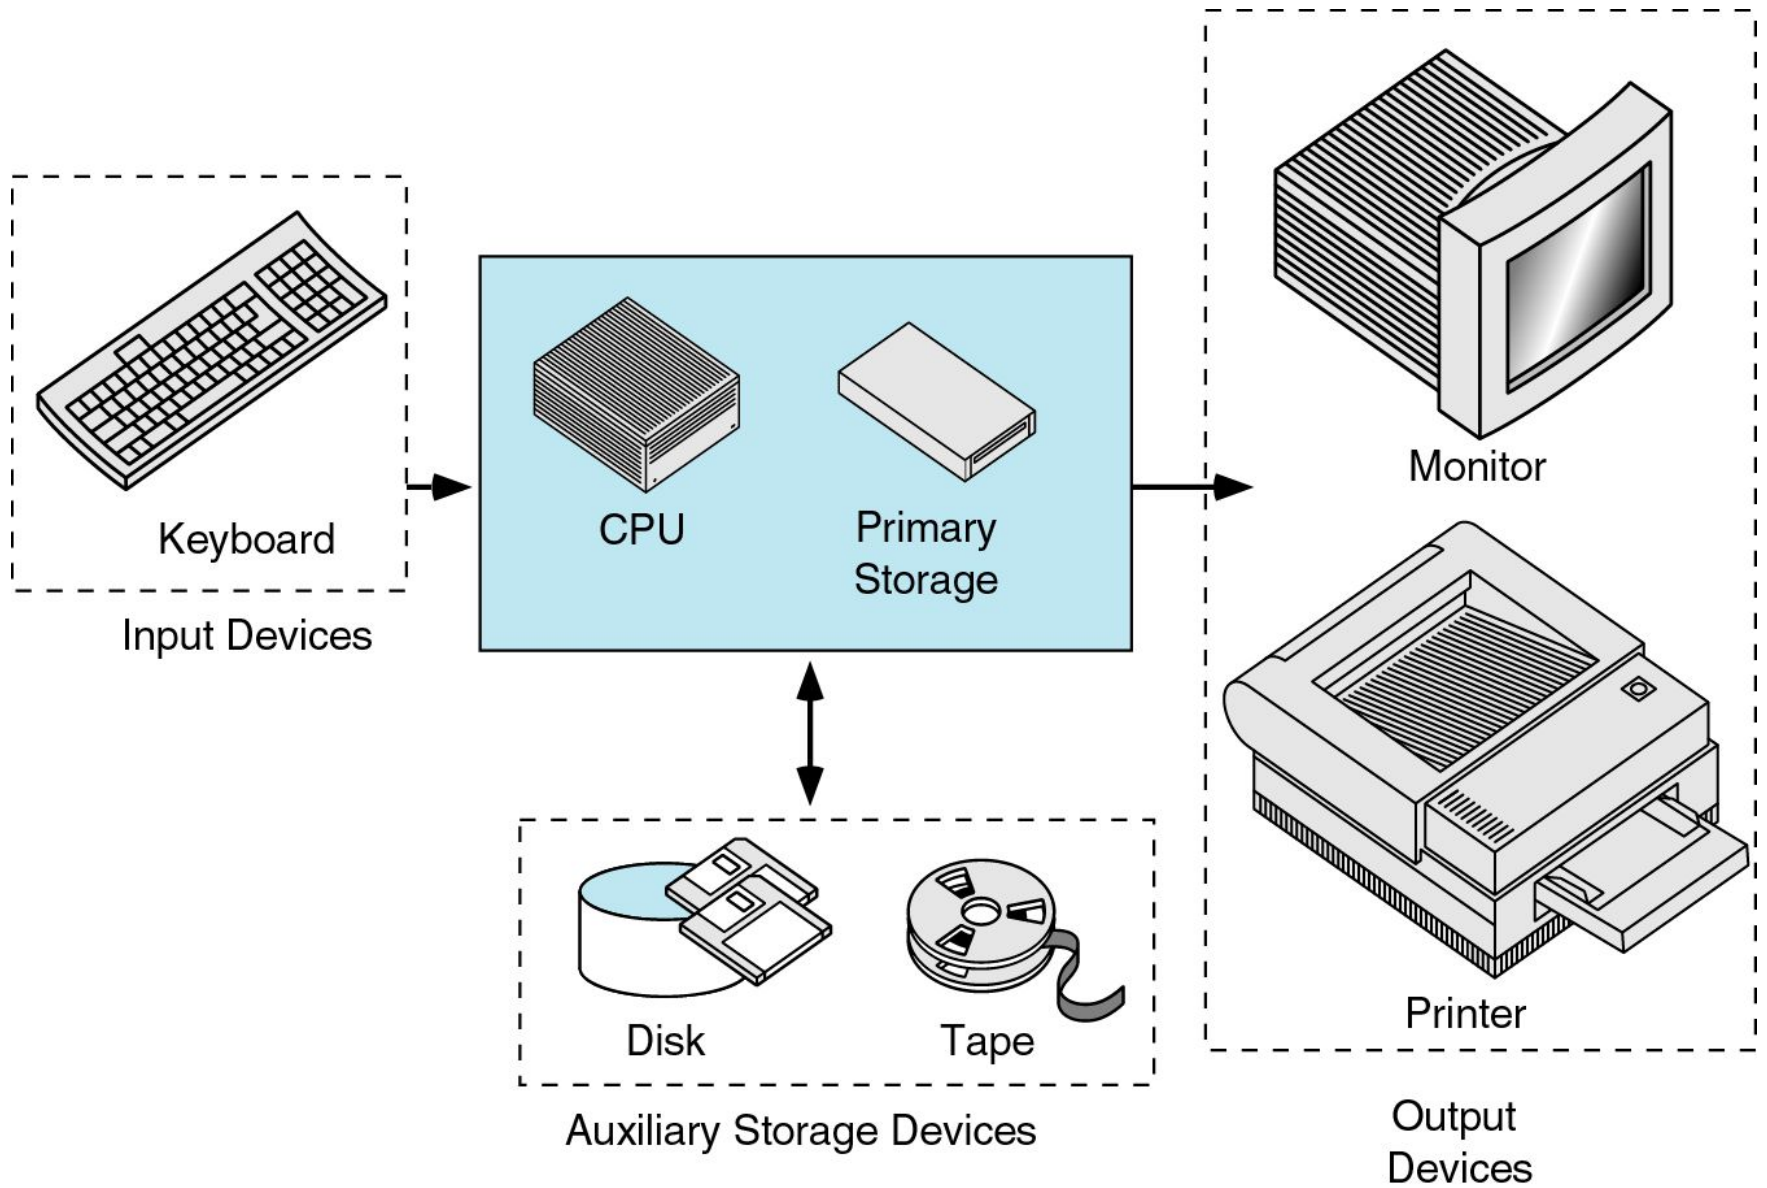 Keyboard
Input Devices
CPU
Primary
Storage
Monitor
Printer
Output
Devices
Disk
Tape
Auxiliary Storage Devices